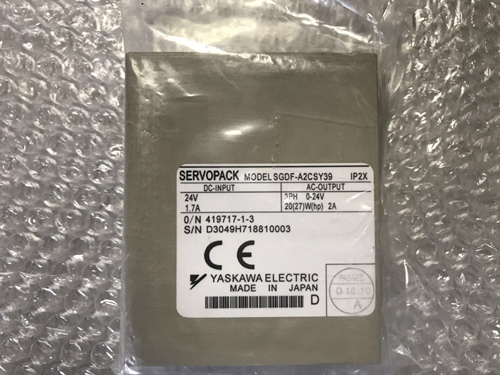 SERVOPACK MODEL SGDF-A2CSY39 IP2X
DC-INPUT AC-OUTPUT
24V 3PH 0-24V
1.7A 20(27)W(hp) 2A
O/N 419717-1-3
S/N D3049H718810003
CE
YASKAWA ELECTRIC
MADE IN JAPAN D
PASSED
A